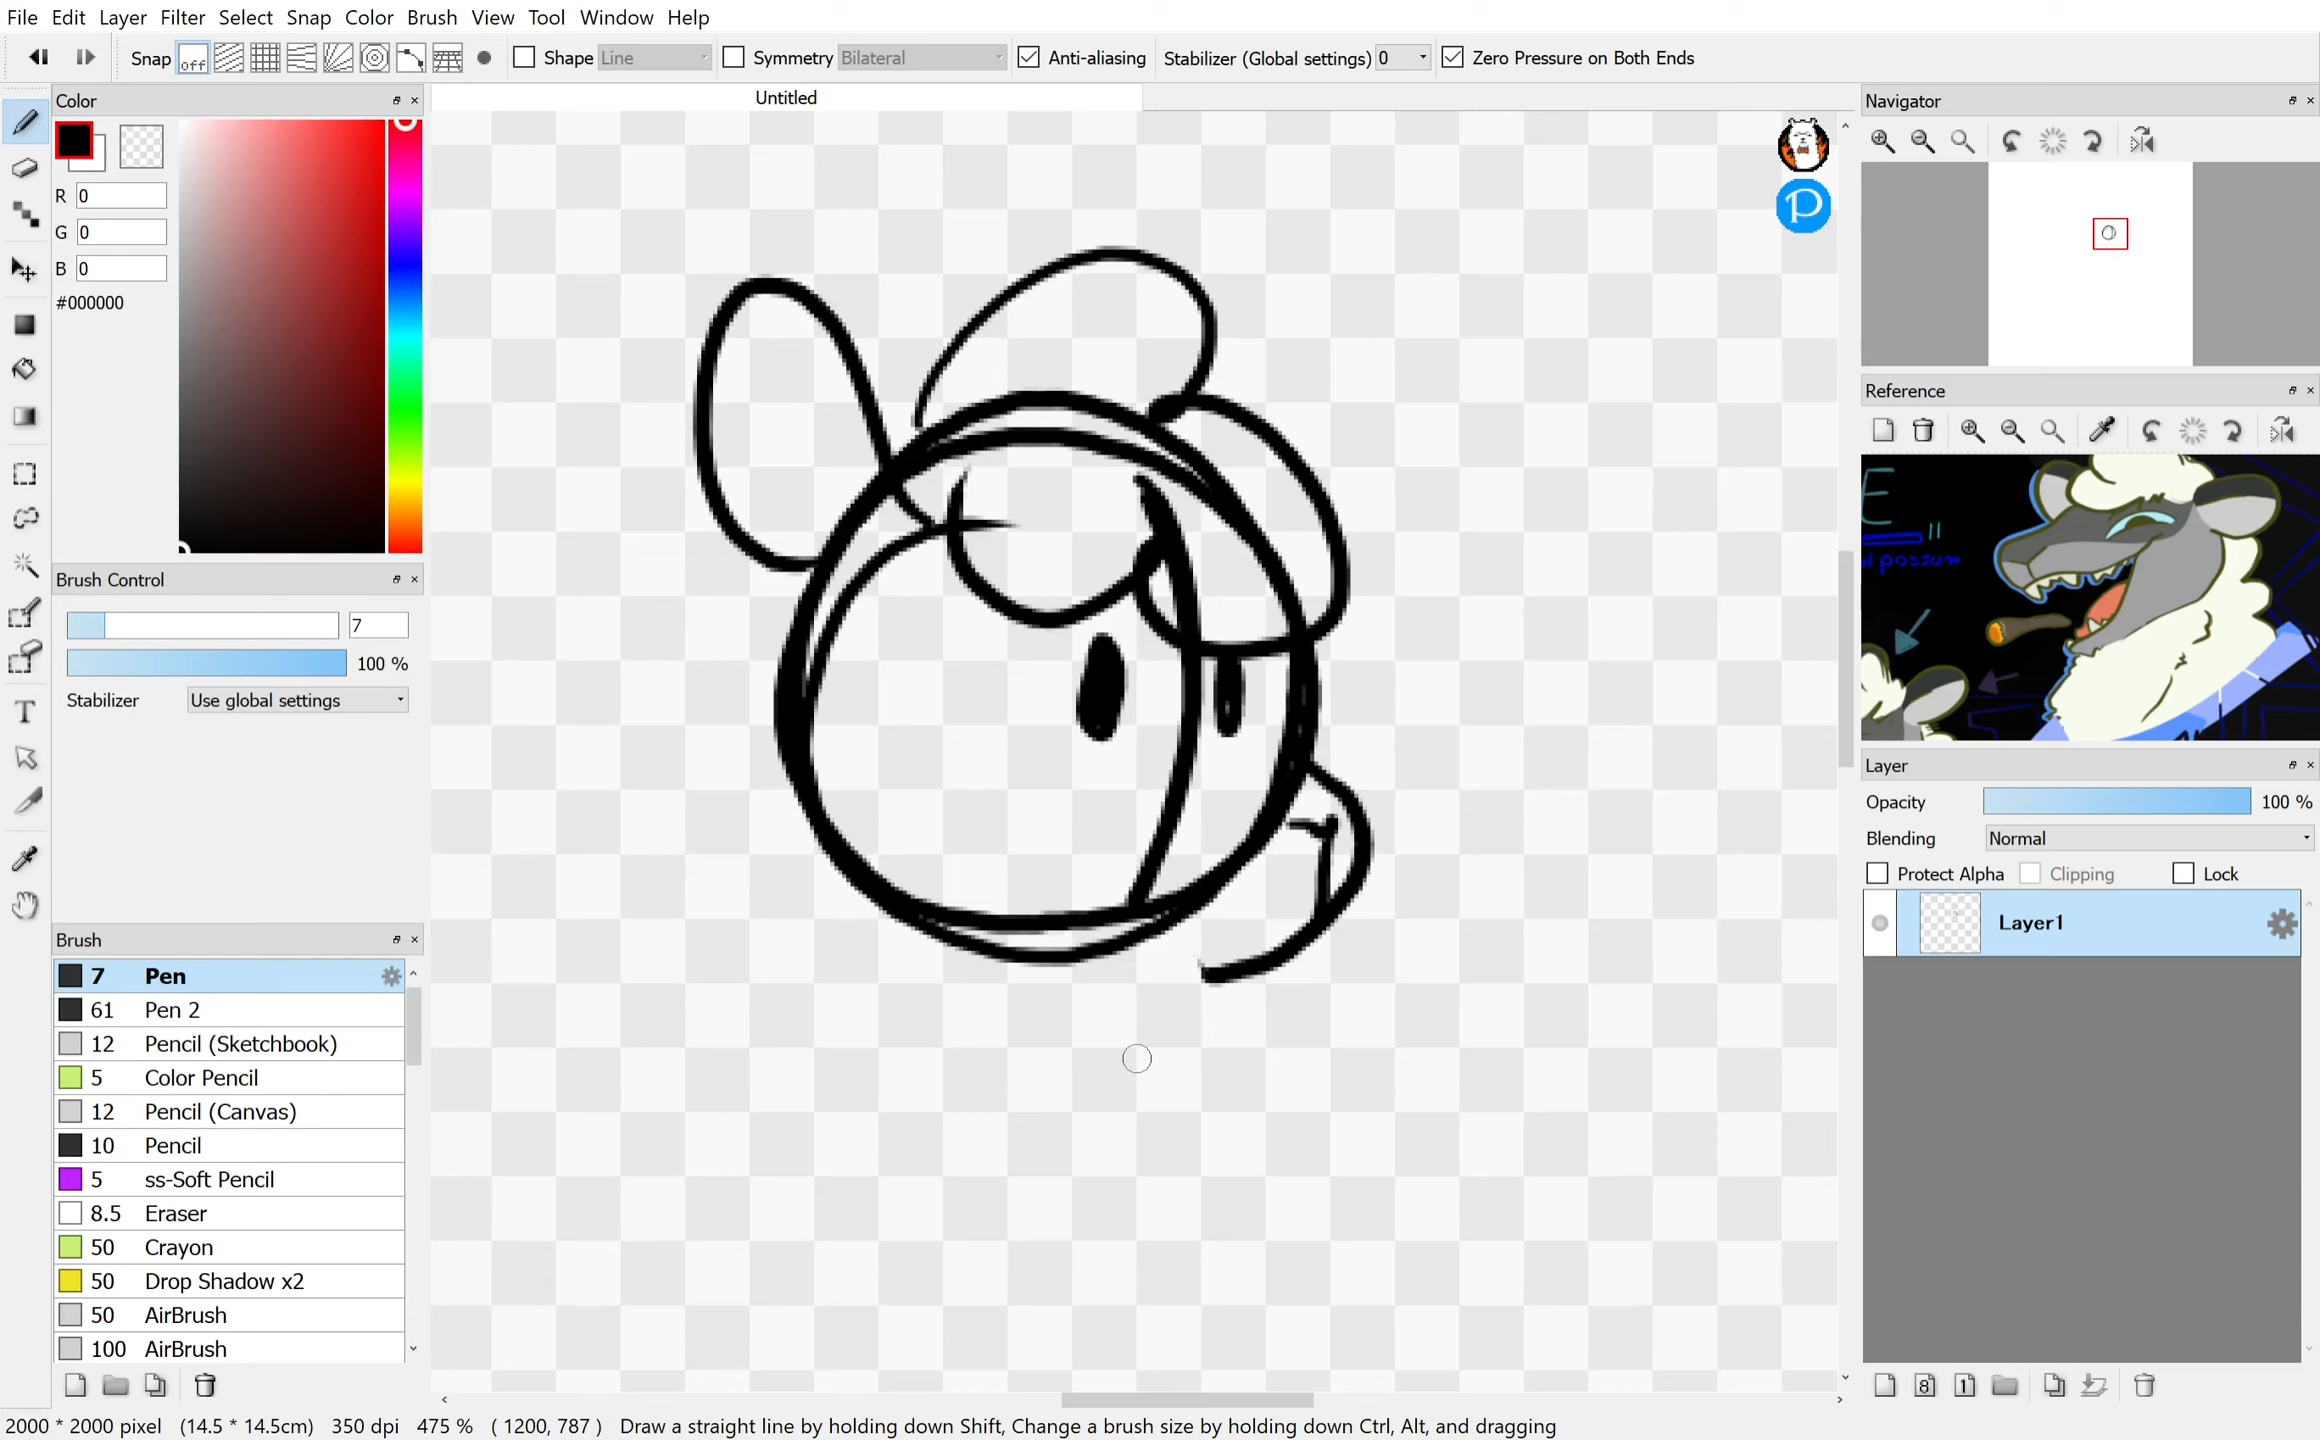 File Edit Layer Filter Select Snap Color Brush View Tool Window Help
Snap off Shape Line Symmetry Bilateral Anti-aliasing Stabilizer (Global settings) 0 Zero Pressure on Both Ends
Color
Untitled
Navigator
R 0
G 0
B 0
#000000
Reference
E
possum
Brush Control
7
100 %
Stabilizer Use global settings
Layer
Opacity 100 %
Blending Normal
Protect Alpha Clipping Lock
Layer1
Brush
7 Pen
61 Pen 2
12 Pencil (Sketchbook)
5 Color Pencil
12 Pencil (Canvas)
10 Pencil
5 ss-Soft Pencil
8.5 Eraser
50 Crayon
50 Drop Shadow x2
50 AirBrush
100 AirBrush
2000 * 2000 pixel (14.5 * 14.5cm) 350 dpi 475 % ( 1200, 787 ) Draw a straight line by holding down Shift, Change a brush size by holding down Ctrl, Alt, and dragging